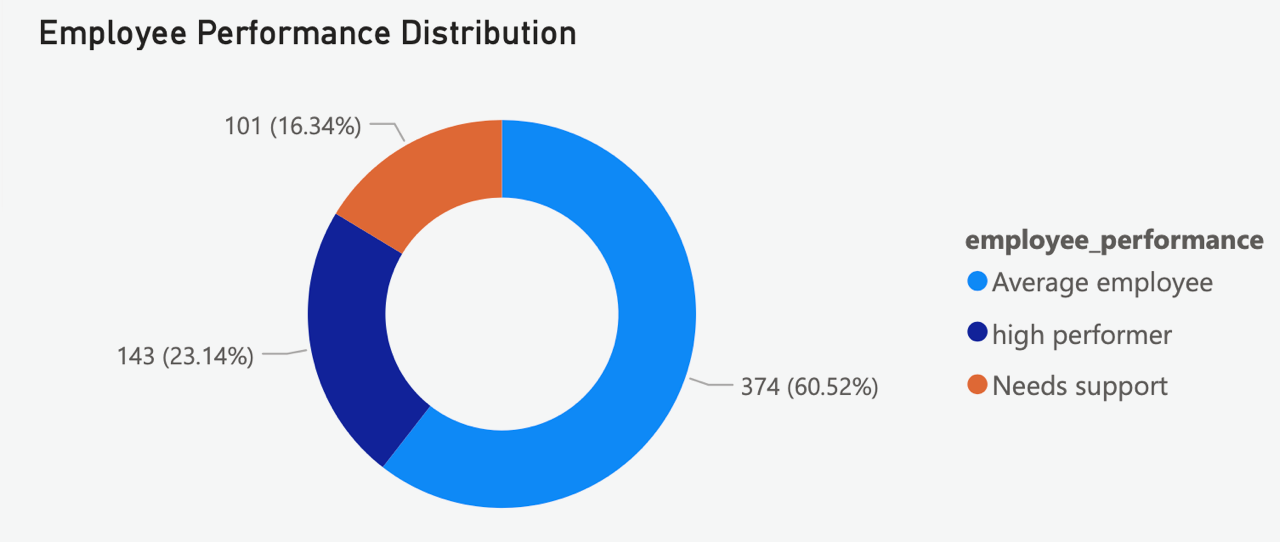 Employee Performance Distribution
101 (16.34%)
143 (23.14%)
374 (60.52%)
employee_performance
Average employee
high performer
Needs support